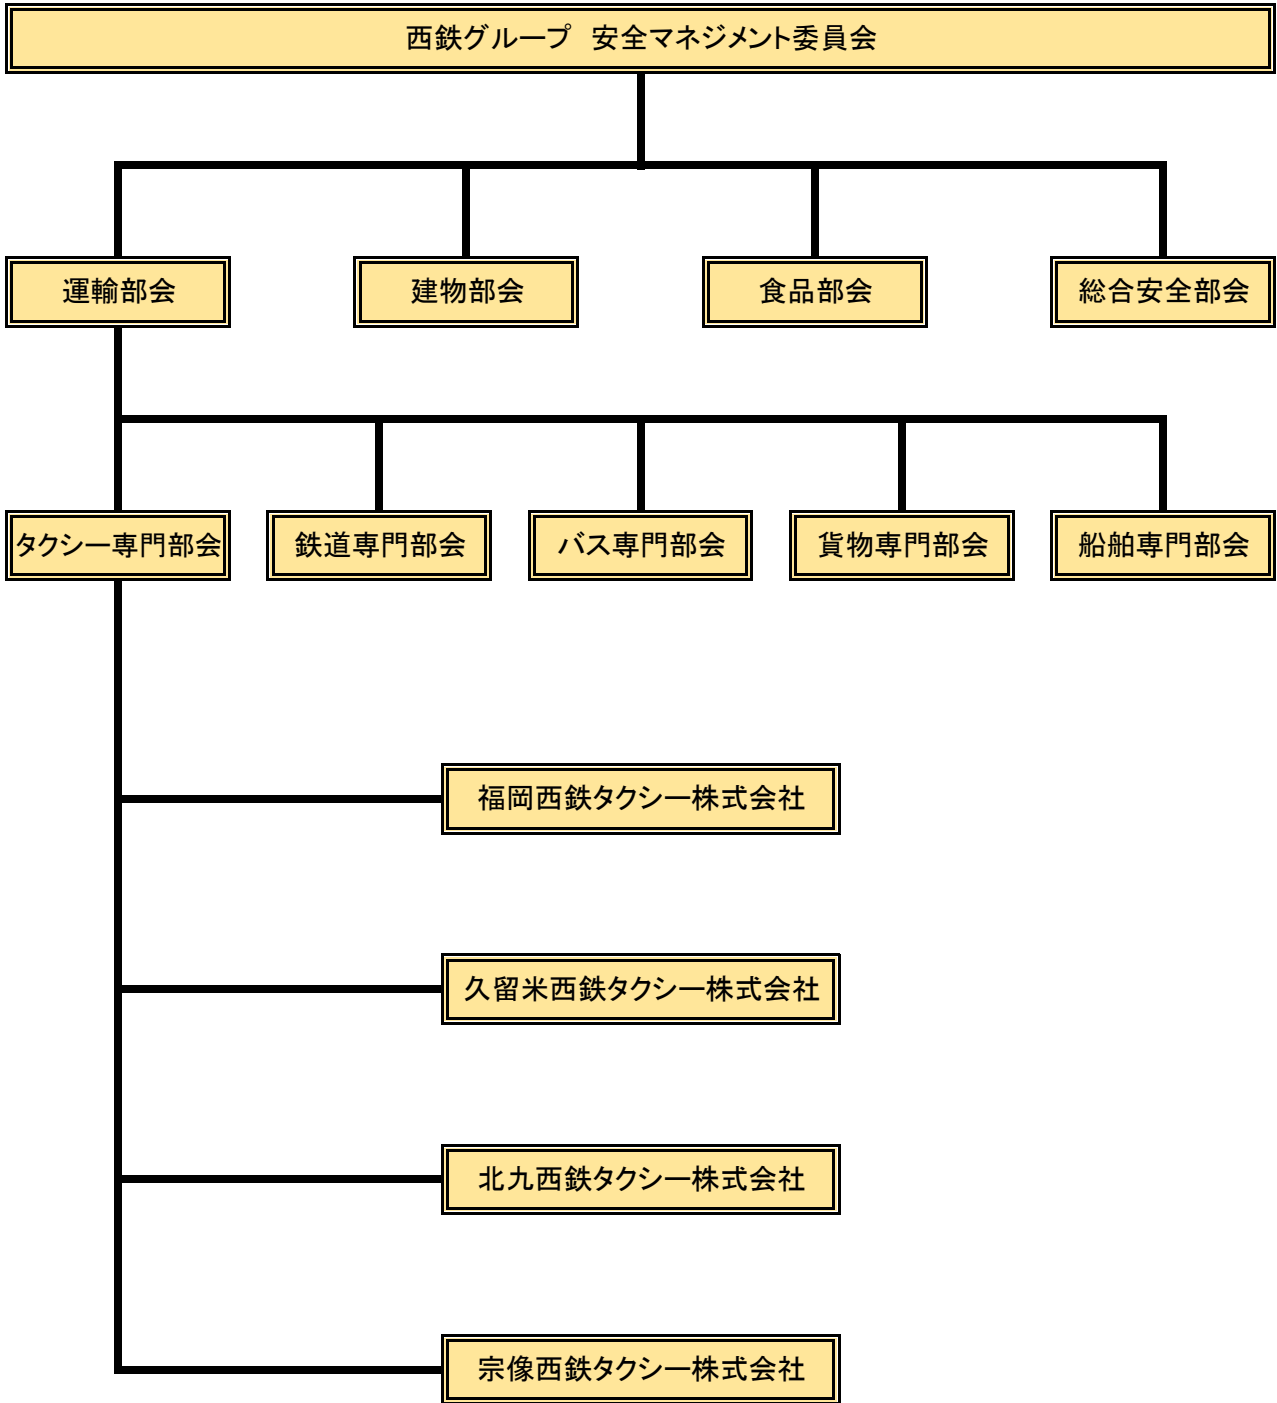 西鉄グループ　安全マネジメント委員会
運輸部会
建物部会
食品部会
総合安全部会
タクシー専門部会
鉄道専門部会
バス専門部会
貨物専門部会
船舶専門部会
福岡西鉄タクシー株式会社
久留米西鉄タクシー株式会社
北九西鉄タクシー株式会社
宗像西鉄タクシー株式会社